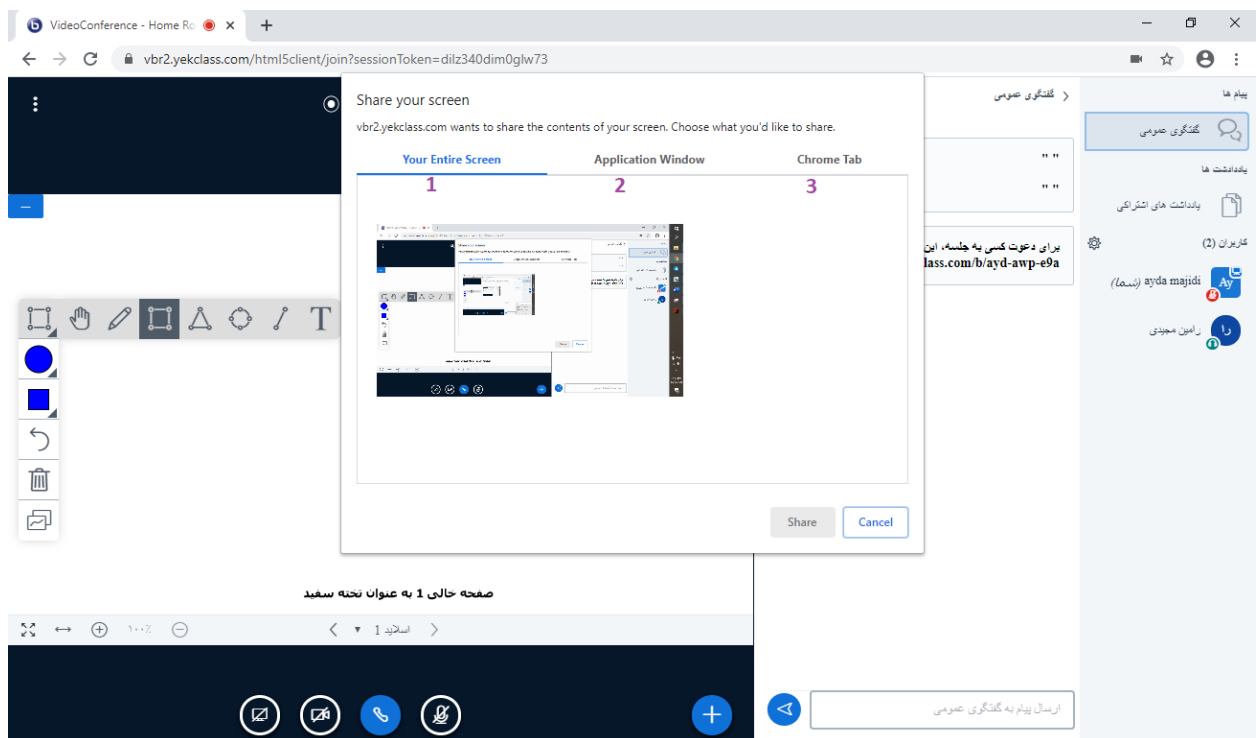 VideoConference - Home Ro
vbr2.yekclass.com/html5client/join?sessionToken=dilz340dim0glw73
Share your screen
vbr2.yekclass.com wants to share the contents of your screen. Choose what you'd like to share.
Your Entire Screen
Application Window
Chrome Tab
1
2
3
Share
Cancel
T
صفحه خالی 1 به عنوان تخته سفید
۱۰۰٪
اسلاید 1
گفتگوی عمومی
" "
" "
برای دعوت کسی به جلسه، این
lass.com/b/ayd-awp-e9a
ارسال پیام به گفتگوی عمومی
پیام ها
گفتگوی عمومی
یادداشت ها
یادداشت های اشتراکی
کاربران (2)
Ay
ayda majidi (شما)
را
رامین مجیدی